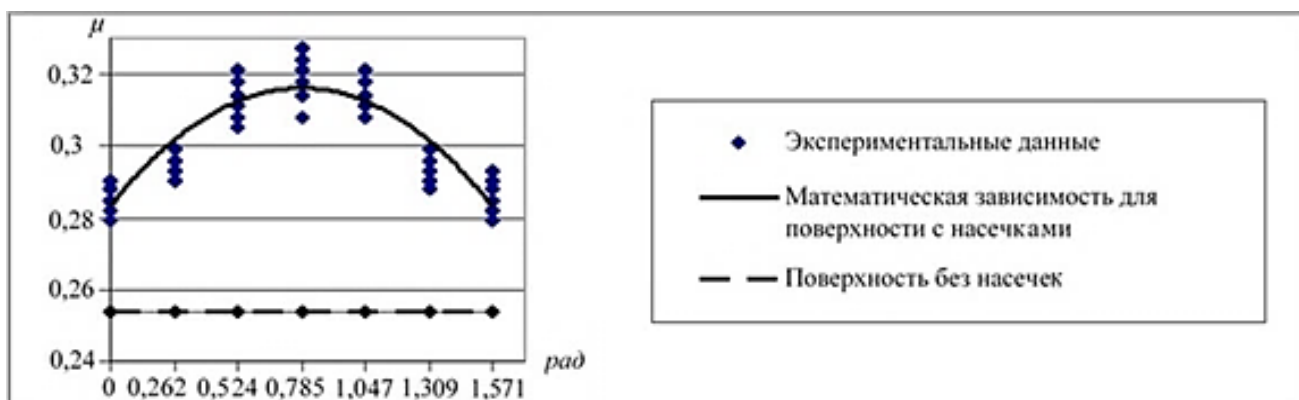 μ
0,32
0,3
0,28
0,26
0,24
0 0,262 0,524 0,785 1,047 1,309 1,571
рад
Экспериментальные данные
Математическая зависимость для
поверхности с насечками
Поверхность без насечек